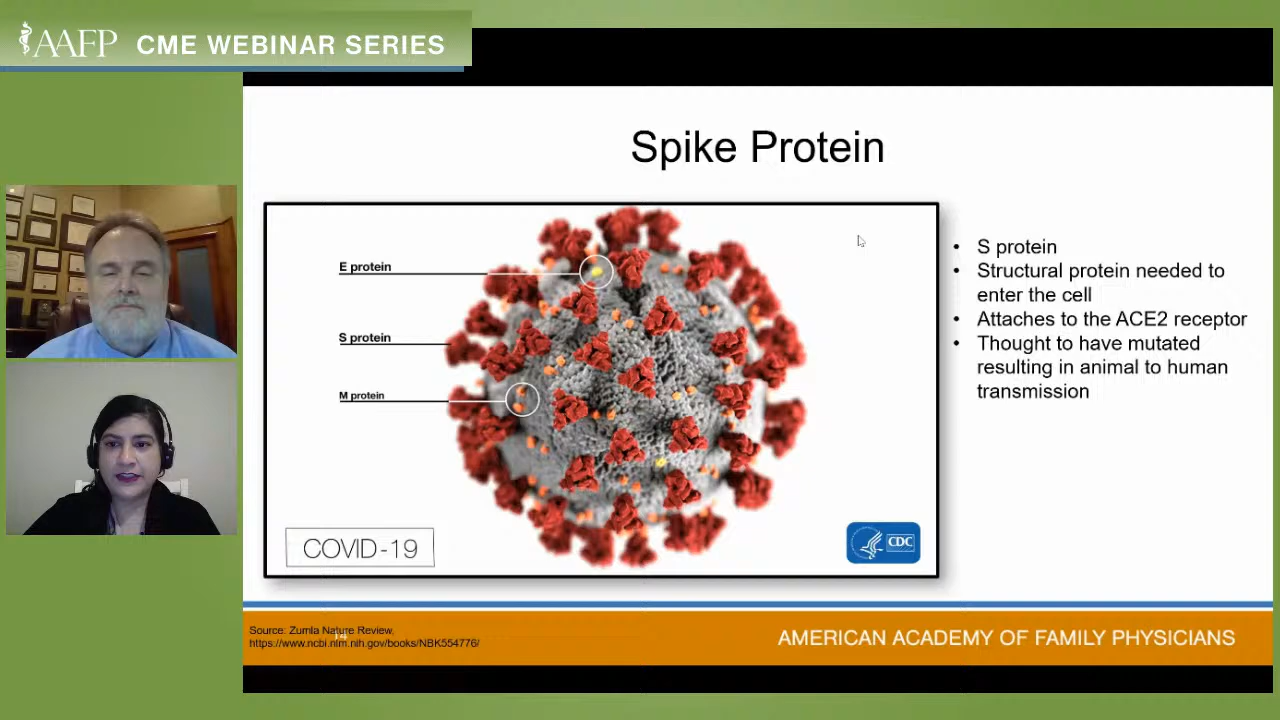 AAFP CME WEBINAR SERIES
Spike Protein
E protein
S protein
M protein
COVID-19
CDC
• S protein
• Structural protein needed to
enter the cell
• Attaches to the ACE2 receptor
• Thought to have mutated
resulting in animal to human
transmission
Source: Zumla Nature Review,
https://www.ncbi.nlm.nih.gov/books/NBK554776/
AMERICAN ACADEMY OF FAMILY PHYSICIANS